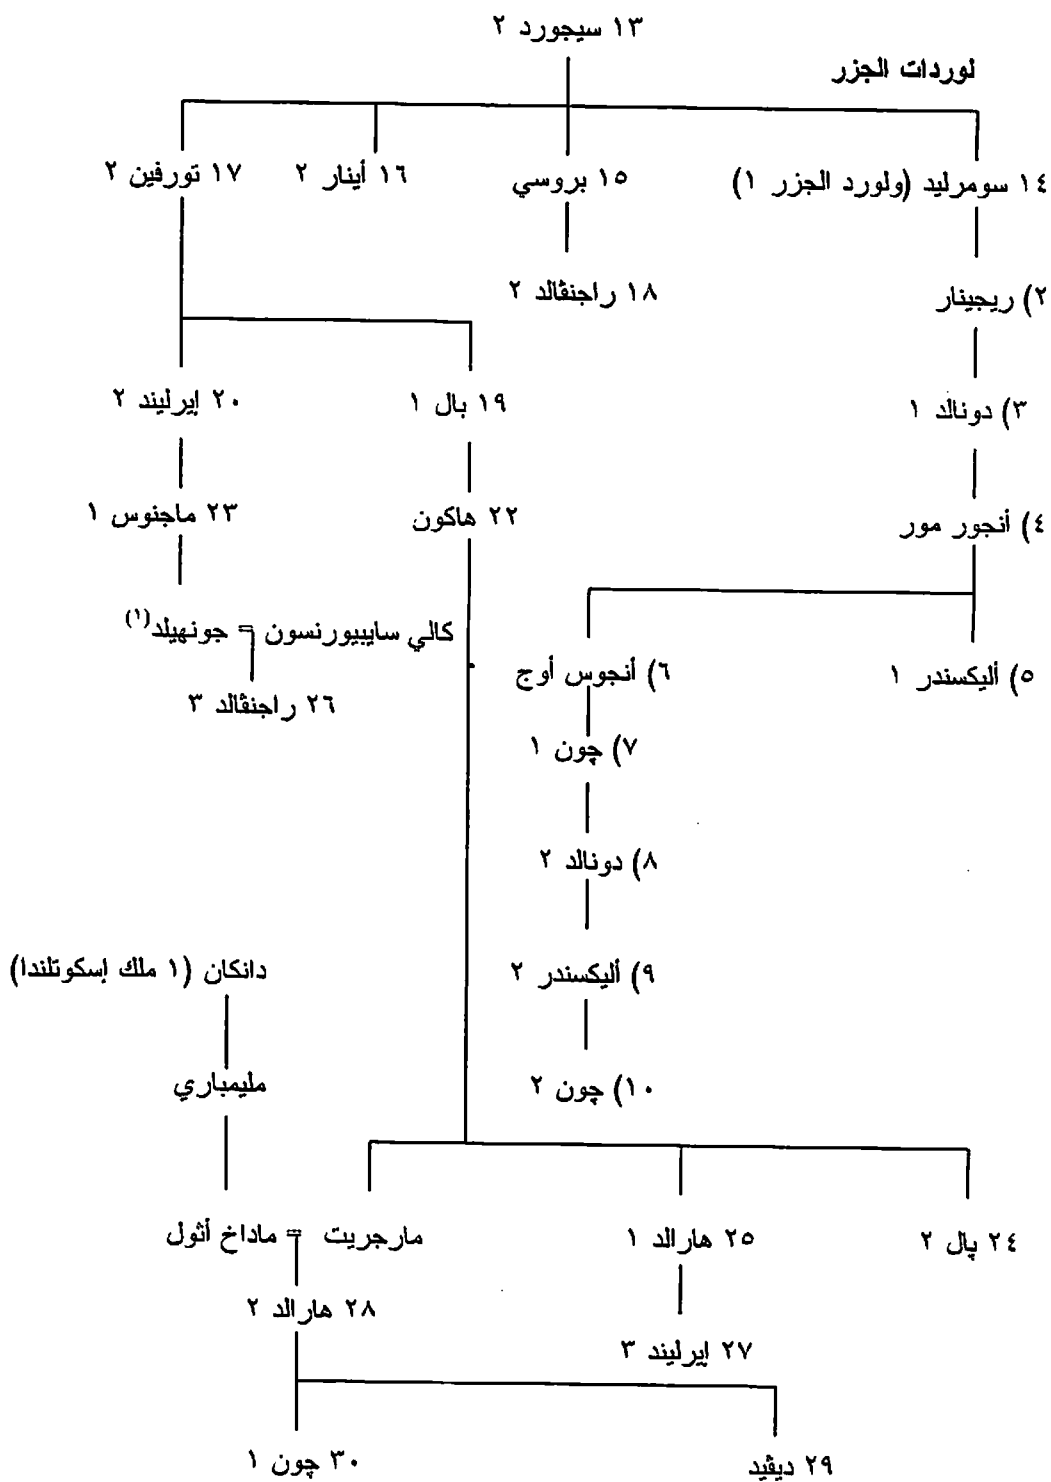 ١٣ سيجورد ٢
لوردات الجزر
١٤ سومرليد (ولورد الجزر ١)
١٥ بروسي
١٦ أينار ٢
١٧ تورفين ٢
٢) ريجينار
١٨ راجنڤالد ٢
٣) دونالد ١
١٩ بال ١
٢٠ إيرليند ٢
٤) أنجور مور
٢٢ هاكون
٢٣ ماجنوس ١
كالي سايبيورنسون = جونهيلد(١)
٥) أليكسندر ١
٦) أنجوس أوج
٢٦ راجنڤالد ٣
٧) چون ١
٨) دونالد ٢
٩) أليكسندر ٢
دانكان (١ ملك إسكوتلندا)
١٠) چون ٢
مليمباري
٢٤ پال ٢
٢٥ هارالد ١
مارجريت = ماداخ أثول
٢٨ هارالد ٢
٢٧ إيرليند ٣
٢٩ ديڤيد
٣٠ چون ١